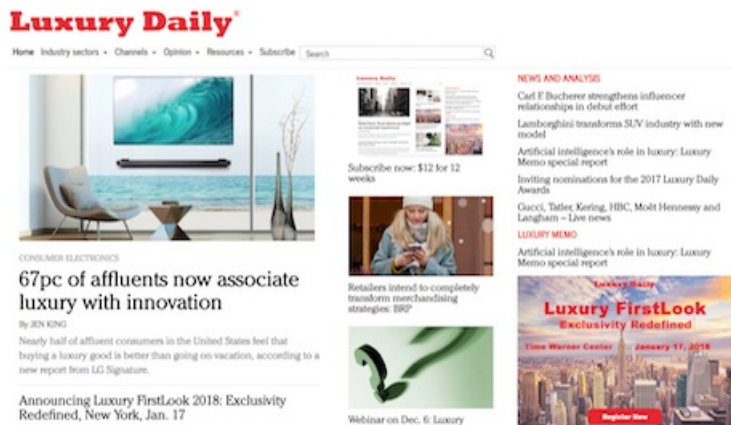 Luxury Daily
Home Industry sectors Channels Opinion Resources Subscribe Search
CONSUMER ELECTRONICS
67pc of affluents now associate
luxury with innovation
By JEN KING
Nearly half of affluent consumers in the United States feel that
buying a luxury good is better than going on vacation, according to a
new report from LG Signature.
Announcing Luxury FirstLook 2018: Exclusivity
Redefined, New York, Jan. 17
Luxury Daily
Subscribe now: $12 for 12
weeks
Retailers intend to completely
transform merchandising
strategies: BRP
Webinar on Dec. 6: Luxury
NEWS AND ANALYSIS
Carl F Bucherer strengthens influencer
relationships in debut effort
Lamborghini transforms SUV industry with new
model
Artificial intelligence's role in luxury: Luxury
Memo special report
Inviting nominations for the 2017 Luxury Daily
Awards
Gucci, Tatler, Kering, HBC, Moët Hennessy and
Langham – Live news
LUXURY MEMO
Artificial intelligence's role in luxury: Luxury
Memo special report
Luxury Daily
Luxury FirstLook
Exclusivity Redefined
Time Warner Center January 17, 2018
Register Now